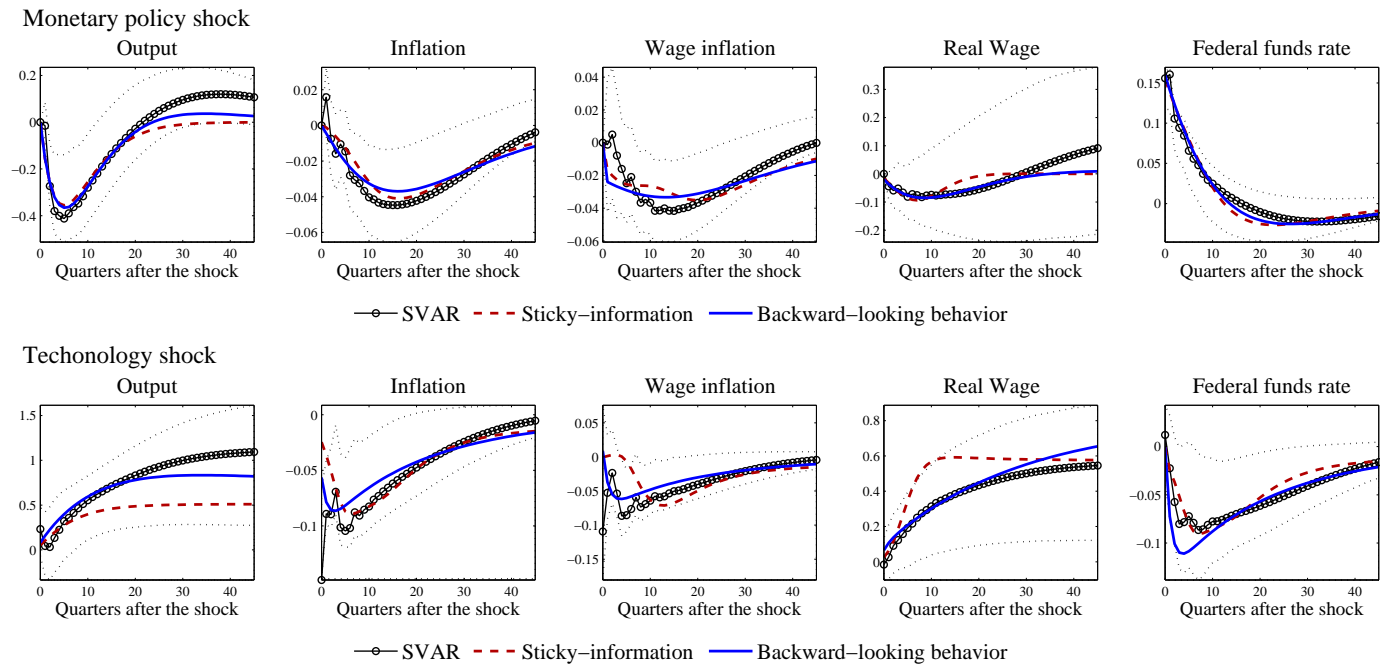 Monetary policy shock
Output Inflation Wage inflation Real Wage Federal funds rate
0.2 0 −0.2 −0.4
0.02 0 −0.02 −0.04 −0.06
0.04 0.02 0 −0.02 −0.04 −0.06
0.3 0.2 0.1 0 −0.1 −0.2
0.15 0.1 0.05 0
0 10 20 30 40 0 10 20 30 40 0 10 20 30 40 0 10 20 30 40 0 10 20 30 40
Quarters after the shock Quarters after the shock Quarters after the shock Quarters after the shock Quarters after the shock
SVAR Sticky−information Backward−looking behavior
Techonology shock
Output Inflation Wage inflation Real Wage Federal funds rate
1.5 1 0.5 0
0 −0.05 −0.1
0.05 0 −0.05 −0.1 −0.15
0.8 0.6 0.4 0.2 0
0 −0.05 −0.1
0 10 20 30 40 0 10 20 30 40 0 10 20 30 40 0 10 20 30 40 0 10 20 30 40
Quarters after the shock Quarters after the shock Quarters after the shock Quarters after the shock Quarters after the shock
SVAR Sticky−information Backward−looking behavior